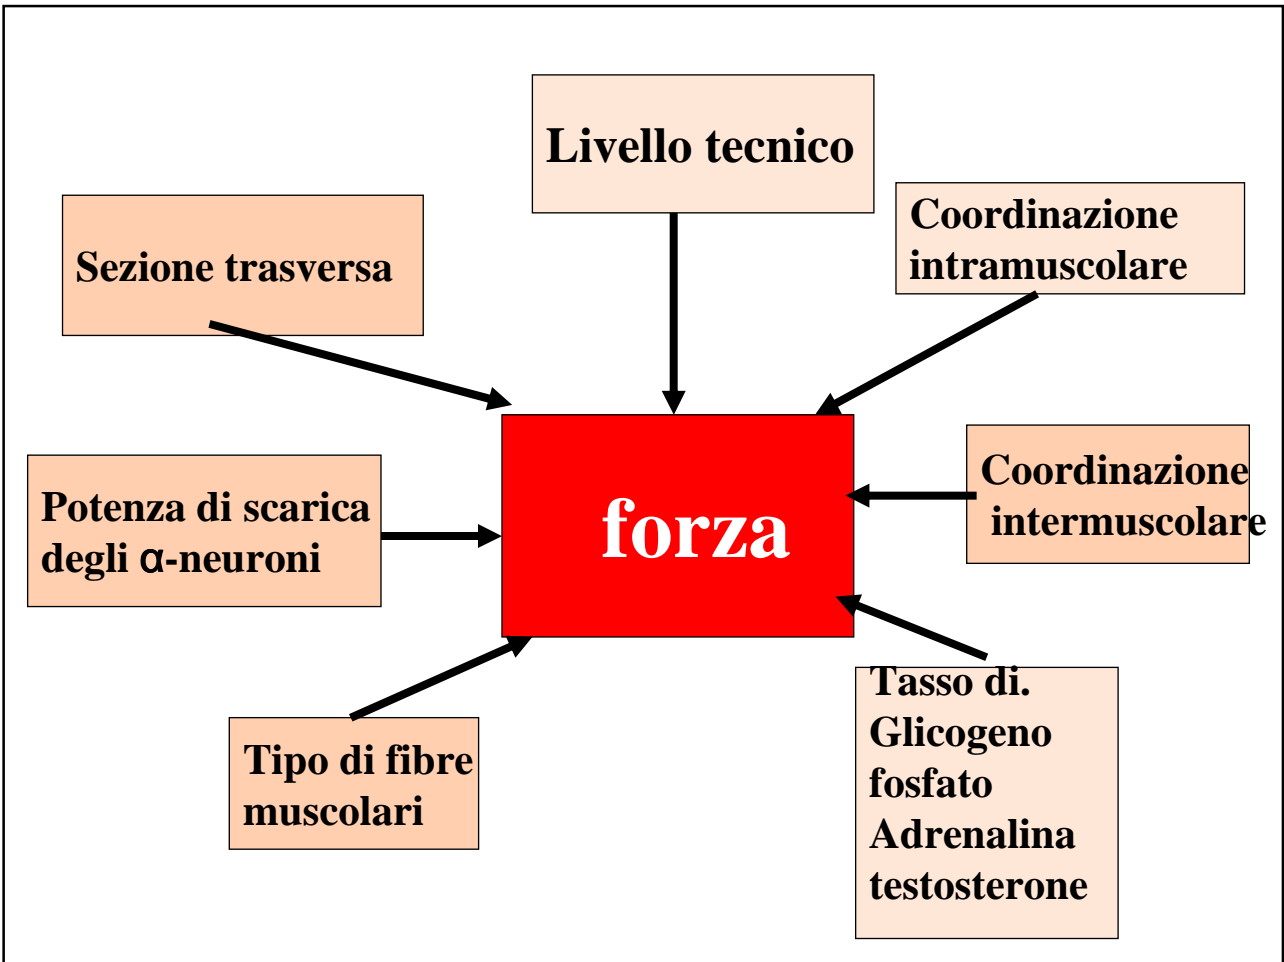 Livello tecnico
Sezione trasversa
Coordinazione
intramuscolare
Potenza di scarica
degli α-neuroni
forza
Coordinazione
intermuscolare
Tipo di fibre
muscolari
Tasso di.
Glicogeno
fosfato
Adrenalina
testosterone